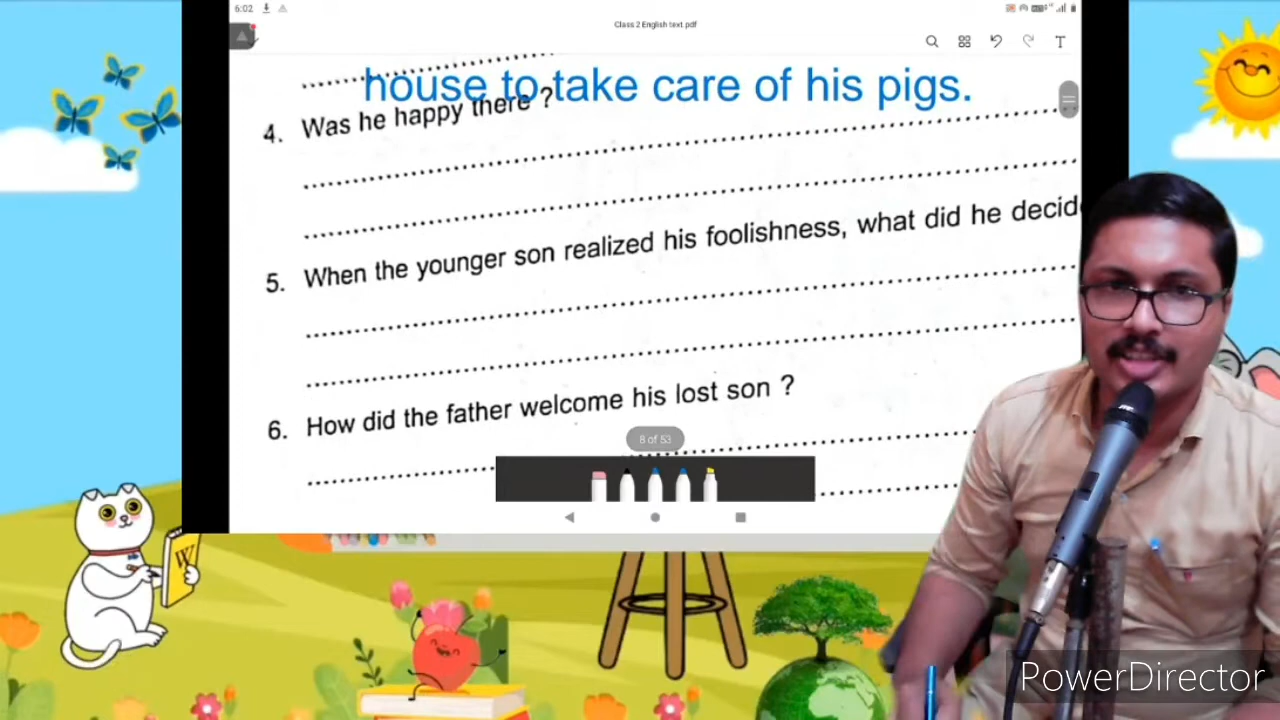 6:02
Class 2 English text.pdf
T
house to take care of his pigs.
4. Was he happy there ?
5. When the younger son realized his foolishness, what did he decid
6. How did the father welcome his lost son ?
8 of 53
W
PowerDirector